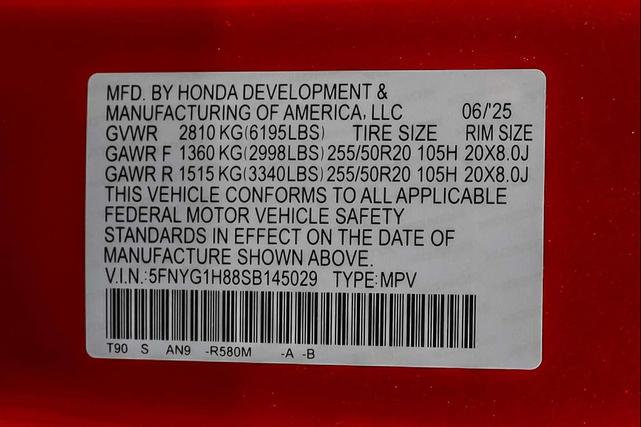 MFD. BY HONDA DEVELOPMENT &
MANUFACTURING OF AMERICA, LLC 06/'25
GVWR 2810 KG(6195LBS) TIRE SIZE RIM SIZE
GAWR F 1360 KG(2998LBS) 255/50R20 105H 20X8.0J
GAWR R 1515 KG(3340LBS) 255/50R20 105H 20X8.0J
THIS VEHICLE CONFORMS TO ALL APPLICABLE
FEDERAL MOTOR VEHICLE SAFETY
STANDARDS IN EFFECT ON THE DATE OF
MANUFACTURE SHOWN ABOVE.
V.I.N.:5FNYG1H88SB145029 TYPE:MPV
T90 S AN9 -R580M -A -B